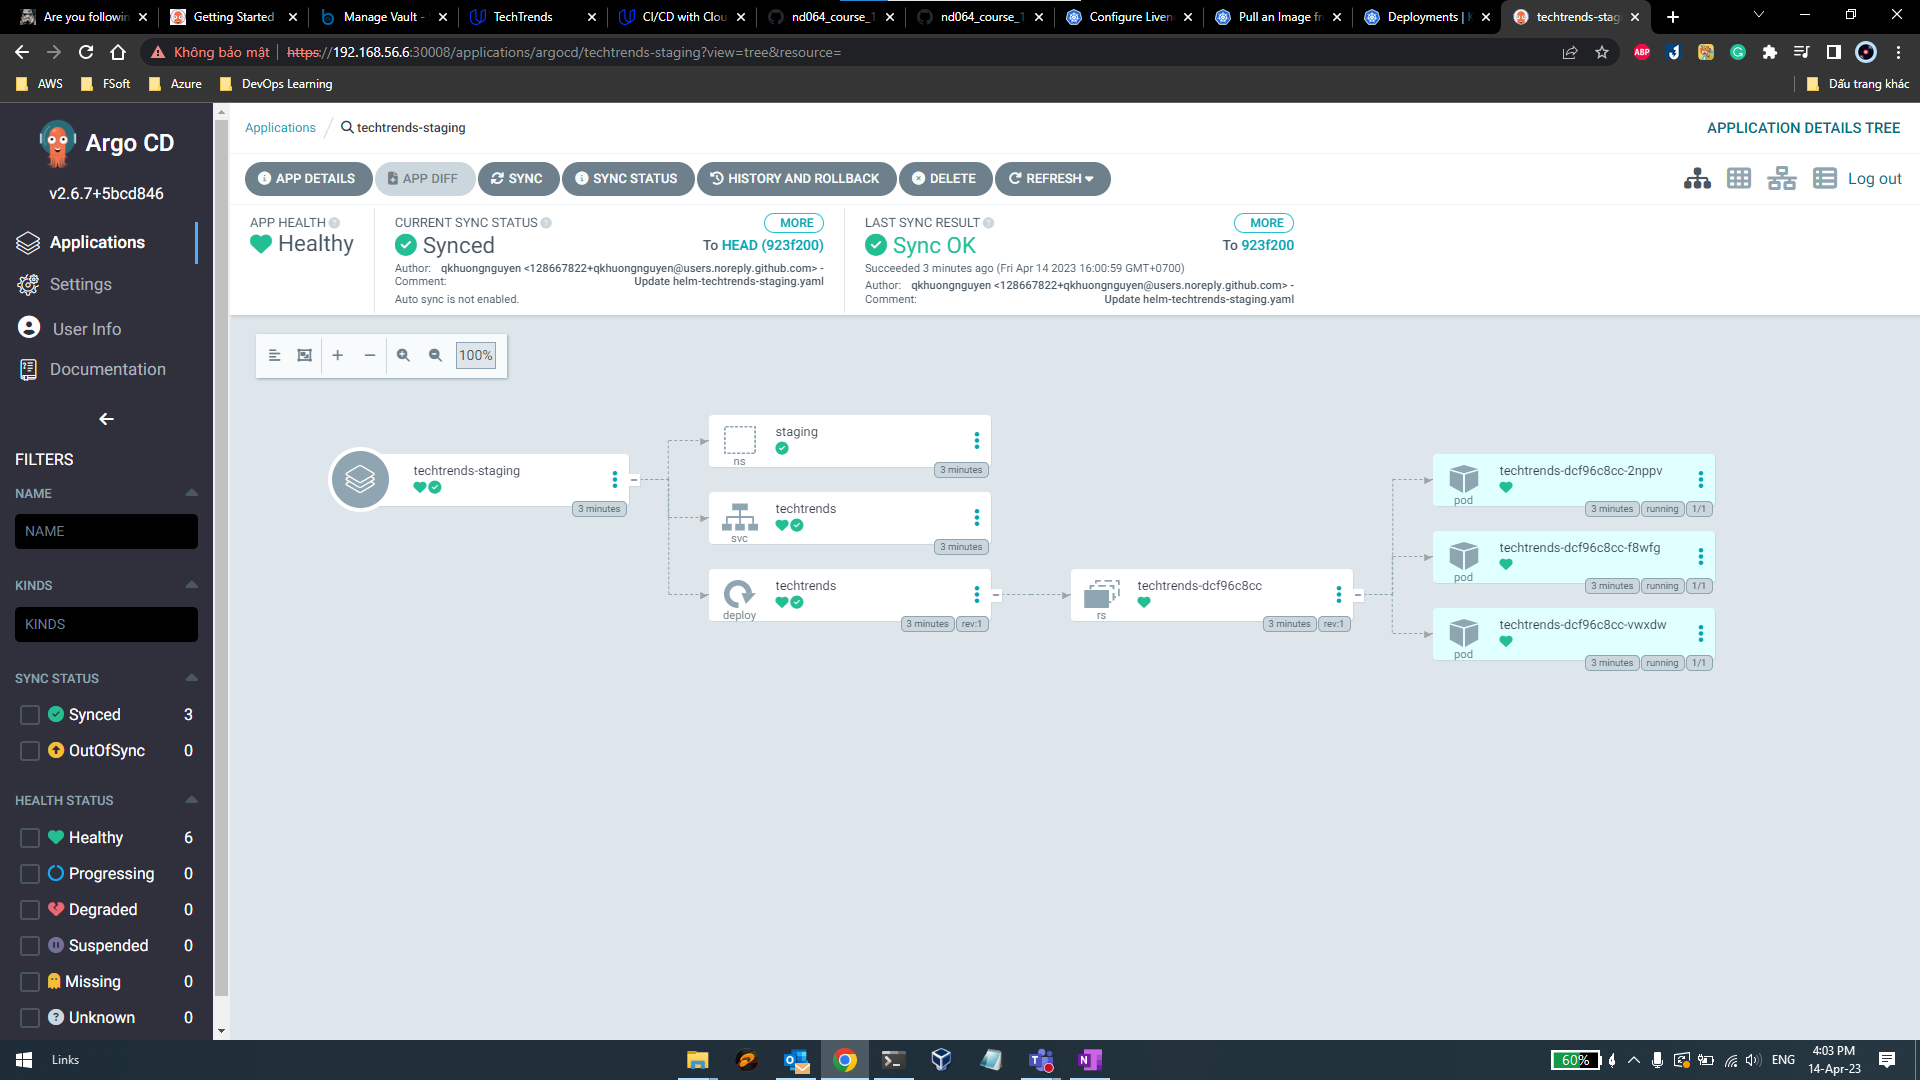 Are you followin
Getting Started
Manage Vault -
TechTrends
CI/CD with Clou
nd064_course_1
nd064_course_1
Configure Liven
Pull an Image fr
Deployments | K
techtrends-stag
Không bảo mật
https://192.168.56.6:30008/applications/argocd/techtrends-staging?view=tree&resource=
ABP
AWS
FSoft
Azure
DevOps Learning
Dấu trang khác
Argo CD
v2.6.7+5bcd846
Applications
Settings
User Info
Documentation
FILTERS
NAME
NAME
KINDS
KINDS
SYNC STATUS
Synced 3
OutOfSync 0
HEALTH STATUS
Healthy 6
Progressing 0
Degraded 0
Suspended 0
Missing 0
Unknown 0
Applications / techtrends-staging
APPLICATION DETAILS TREE
APP DETAILS
APP DIFF
SYNC
SYNC STATUS
HISTORY AND ROLLBACK
DELETE
REFRESH
Log out
APP HEALTH
Healthy
CURRENT SYNC STATUS
MORE
Synced
To HEAD (923f200)
Author: qkhuongnguyen <128667822+qkhuongnguyen@users.noreply.github.com> -
Comment: Update helm-techtrends-staging.yaml
Auto sync is not enabled.
LAST SYNC RESULT
MORE
Sync OK
To 923f200
Succeeded 3 minutes ago (Fri Apr 14 2023 16:00:59 GMT+0700)
Author: qkhuongnguyen <128667822+qkhuongnguyen@users.noreply.github.com> -
Comment: Update helm-techtrends-staging.yaml
100%
techtrends-staging
3 minutes
staging
ns
3 minutes
techtrends
svc
3 minutes
techtrends
deploy
3 minutes rev:1
techtrends-dcf96c8cc
rs
3 minutes rev:1
techtrends-dcf96c8cc-2nppv
pod
3 minutes running 1/1
techtrends-dcf96c8cc-f8wfg
pod
3 minutes running 1/1
techtrends-dcf96c8cc-vwxdw
pod
3 minutes running 1/1
Links
60%
ENG
4:03 PM
14-Apr-23